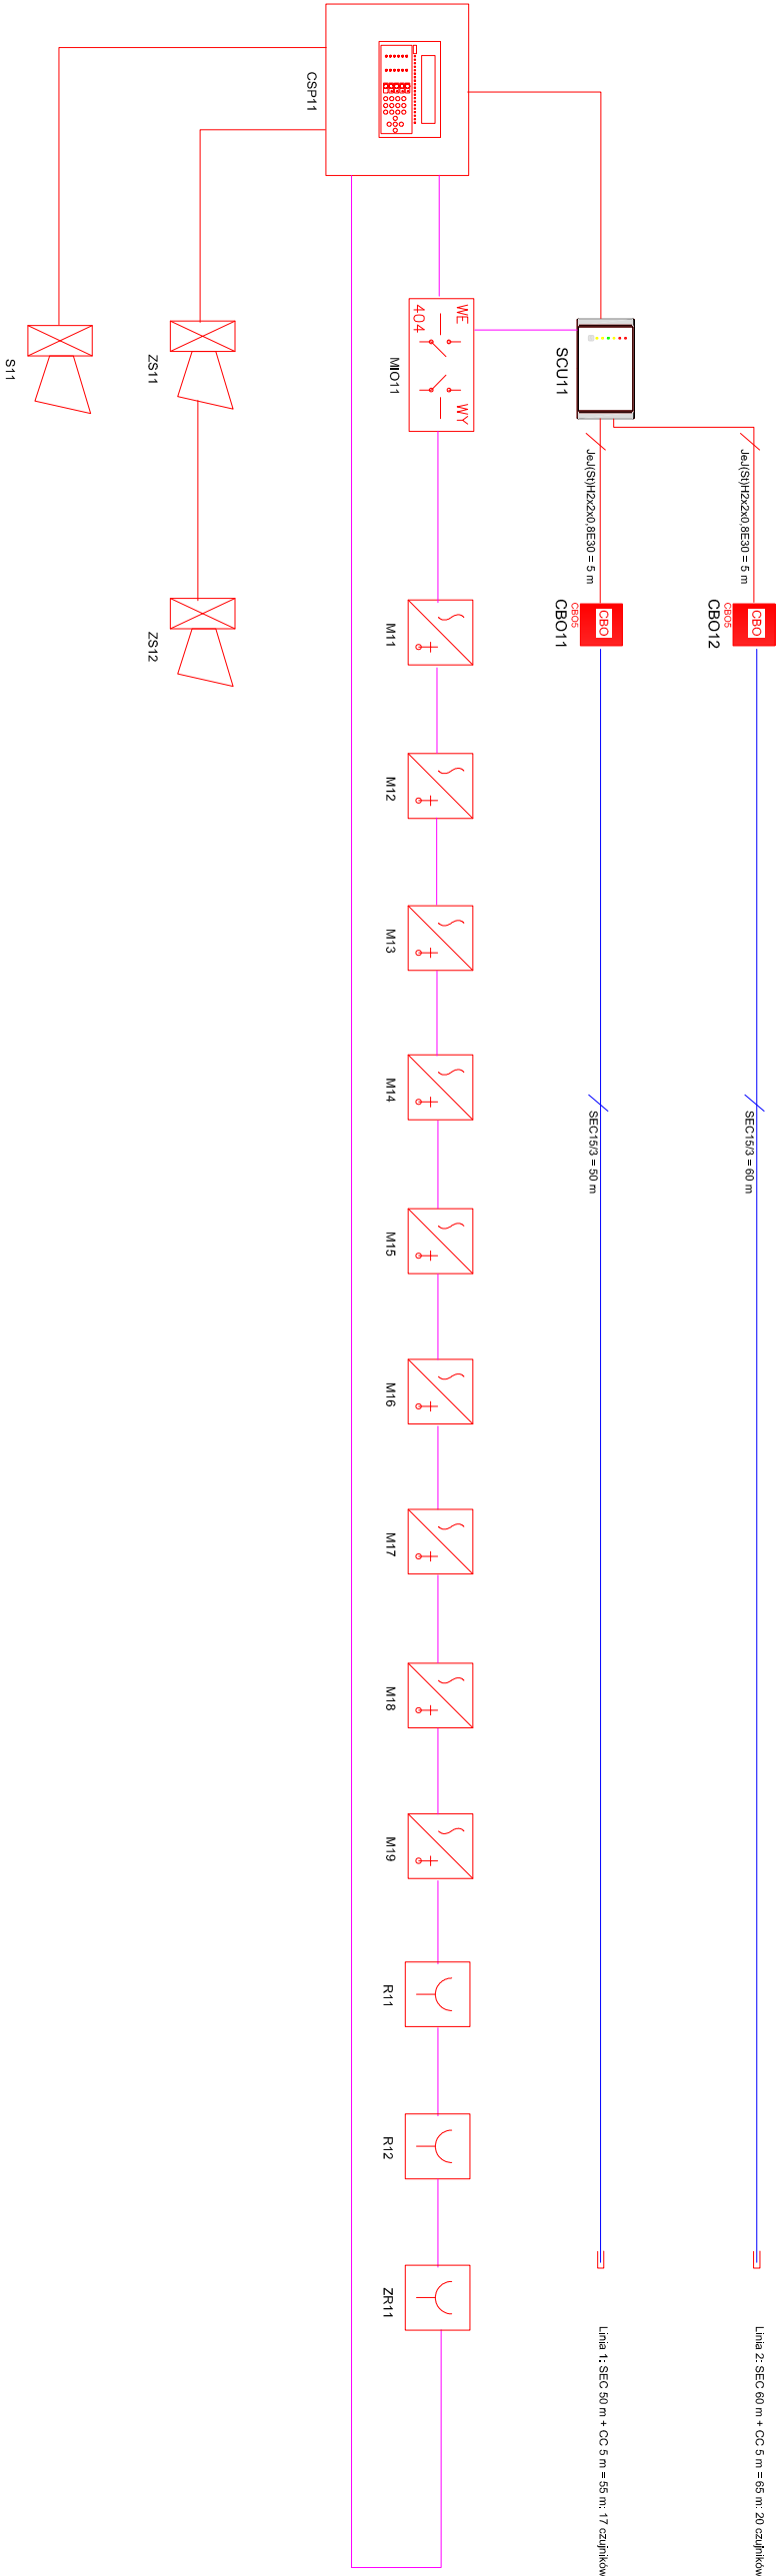 JeJ(St)H2x2x0,8E30 = 5 m
CBO
CBO5
CBO12
SEC15/3 = 60 m
Linia 2: SEC 60 m + CC 5 m = 65 m: 20 czujników
SCU11
JeJ(St)H2x2x0,8E30 = 5 m
CBO
CBO5
CBO11
SEC15/3 = 50 m
Linia 1: SEC 50 m + CC 5 m = 55 m; 17 czujników
CSP11
WE
WY
404
MIO11
M11
M12
M13
M14
M15
M16
M17
M18
M19
R11
R12
ZR11
ZS11
ZS12
S11